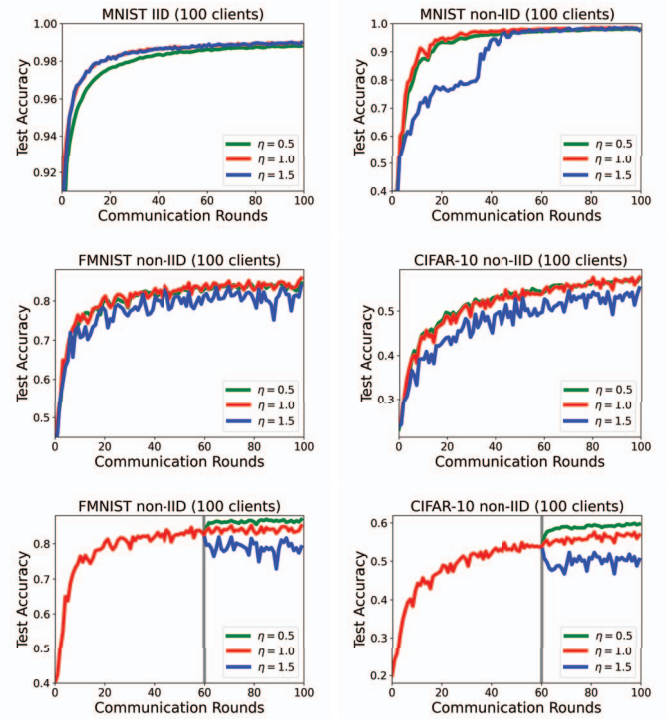 MNIST IID (100 clients)
Test Accuracy
1.00
0.98
0.96
0.94
0.92
η = 0.5
η = 1.0
η = 1.5
0 20 40 60 80 100
Communication Rounds
MNIST non-IID (100 clients)
Test Accuracy
1.0
0.9
0.8
0.7
0.6
0.5
0.4
η = 0.5
η = 1.0
η = 1.5
0 20 40 60 80 100
Communication Rounds
FMNIST non-IID (100 clients)
Test Accuracy
0.8
0.7
0.6
0.5
η = 0.5
η = 1.0
η = 1.5
0 20 40 60 80 100
Communication Rounds
CIFAR-10 non-IID (100 clients)
Test Accuracy
0.5
0.4
0.3
η = 0.5
η = 1.0
η = 1.5
0 20 40 60 80 100
Communication Rounds
FMNIST non-IID (100 clients)
Test Accuracy
0.8
0.7
0.6
0.5
0.4
η = 0.5
η = 1.0
η = 1.5
0 20 40 60 80 100
Communication Rounds
CIFAR-10 non-IID (100 clients)
Test Accuracy
0.6
0.5
0.4
0.3
0.2
η = 0.5
η = 1.0
η = 1.5
0 20 40 60 80 100
Communication Rounds